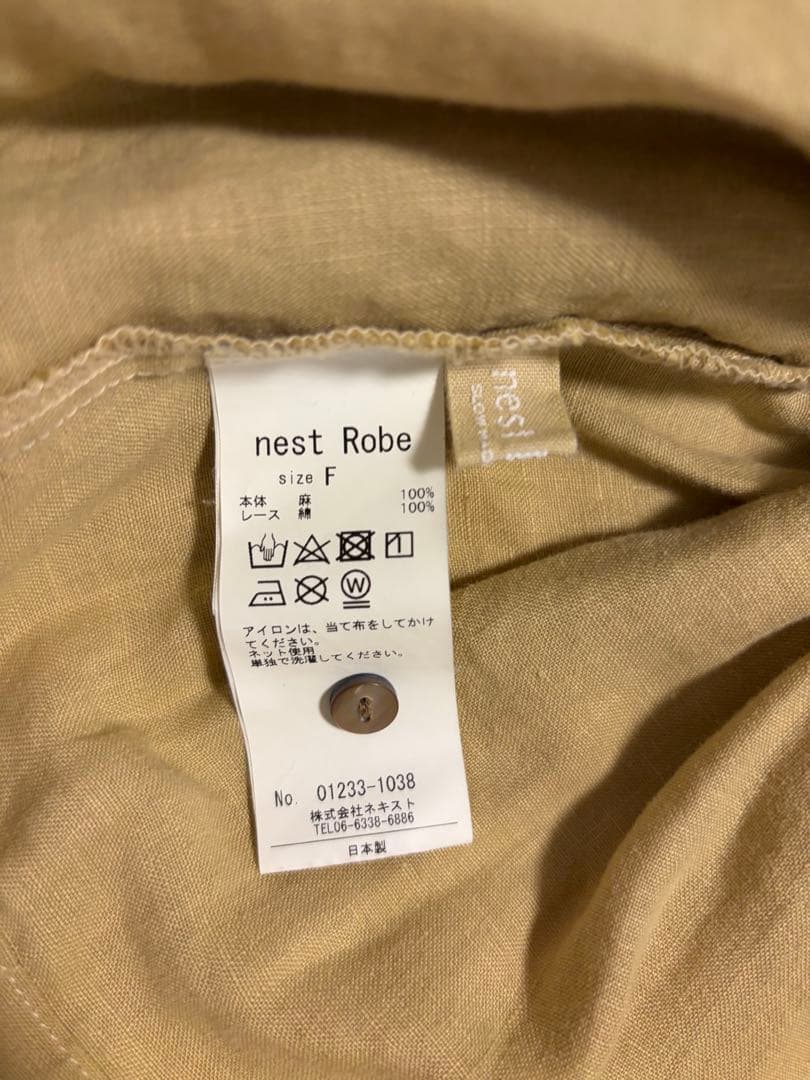 nest Robe
size F
本体 麻 100%
レース 綿 100%
W
アイロンは、当て布をしてかけ
てください。
ネット使用
単独で洗濯してください。
No. 01233-1038
株式会社ネキスト
TEL06-6338-6886
日本製
nest
SLOW